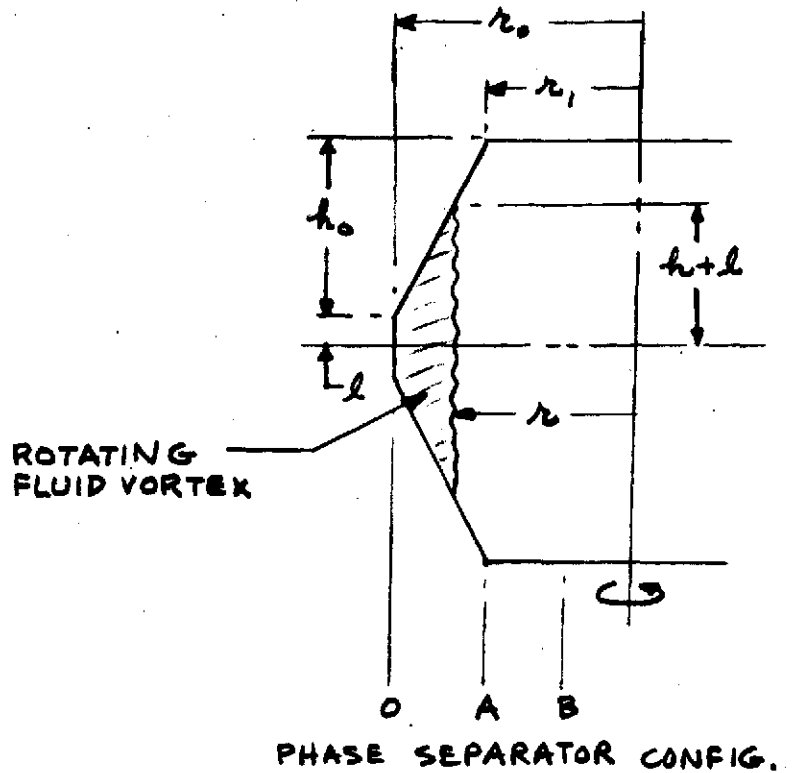 r₀
r₁
h₀
h+l
l
r
ROTATING
FLUID VORTEX
O A B
PHASE SEPARATOR CONFIG.